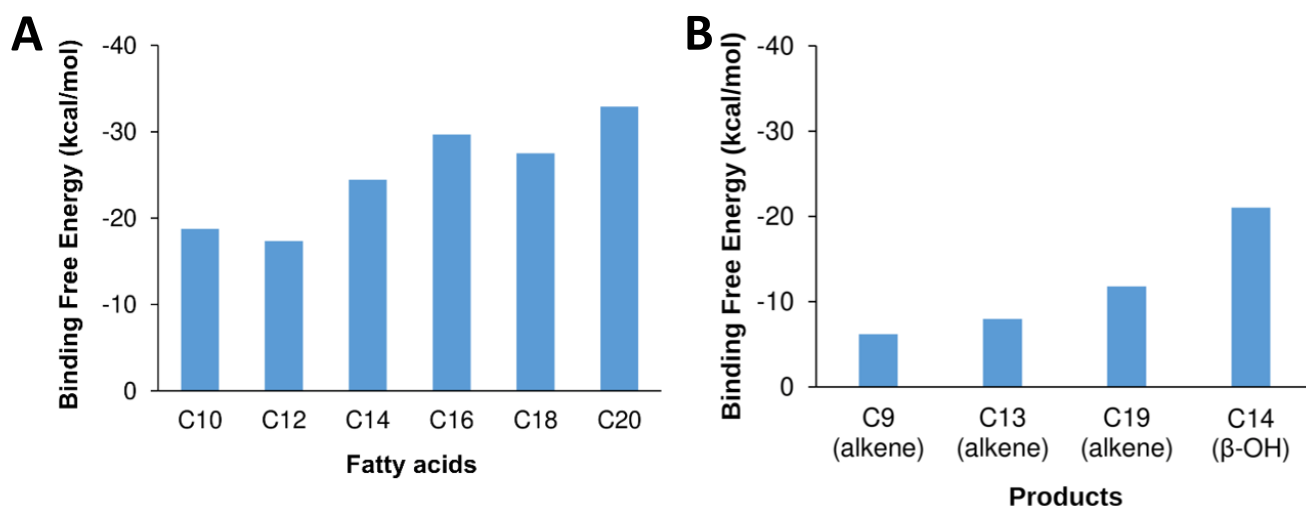 A
Binding Free Energy (kcal/mol)
-40
-30
-20
-10
0
C10 C12 C14 C16 C18 C20
Fatty acids
B
Binding Free Energy (kcal/mol)
-40
-30
-20
-10
0
C9 C13 C19 C14
(alkene) (alkene) (alkene) (β-OH)
Products